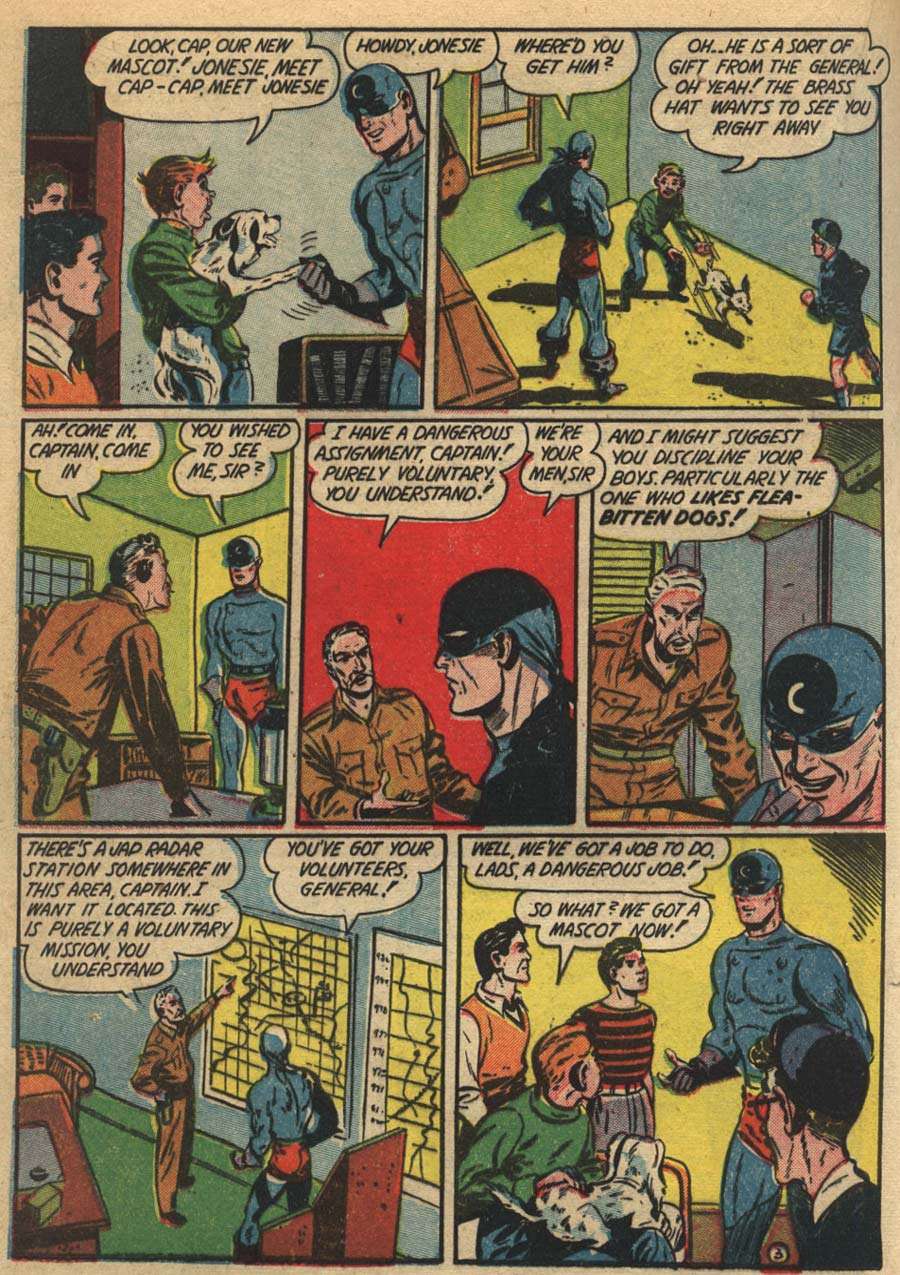 LOOK, CAP, OUR NEW
MASCOT! JONESIE, MEET
CAP-CAP, MEET JONESIE
HOWDY, JONESIE
WHERE'D YOU
GET HIM?
OH... HE IS A SORT OF
GIFT FROM THE GENERAL!
OH YEAH! THE BRASS
HAT WANTS TO SEE YOU
RIGHT AWAY
AH! COME IN,
CAPTAIN, COME
IN
YOU WISHED
TO SEE
ME, SIR?
I HAVE A DANGEROUS
ASSIGNMENT, CAPTAIN!
PURELY VOLUNTARY,
YOU UNDERSTAND!
WE'RE
YOUR
MEN, SIR
AND I MIGHT SUGGEST
YOU DISCIPLINE YOUR
BOYS. PARTICULARLY THE
ONE WHO LIKES FLEA-
BITTEN DOGS!
THERE'S A JAP RADAR
STATION SOMEWHERE IN
THIS AREA, CAPTAIN. I
WANT IT LOCATED. THIS
IS PURELY A VOLUNTARY
MISSION, YOU
UNDERSTAND
YOU'VE GOT YOUR
VOLUNTEERS,
GENERAL!
WELL, WE'VE GOT A JOB TO DO,
LADS, A DANGEROUS JOB!
SO WHAT? WE GOT A
MASCOT NOW!
3